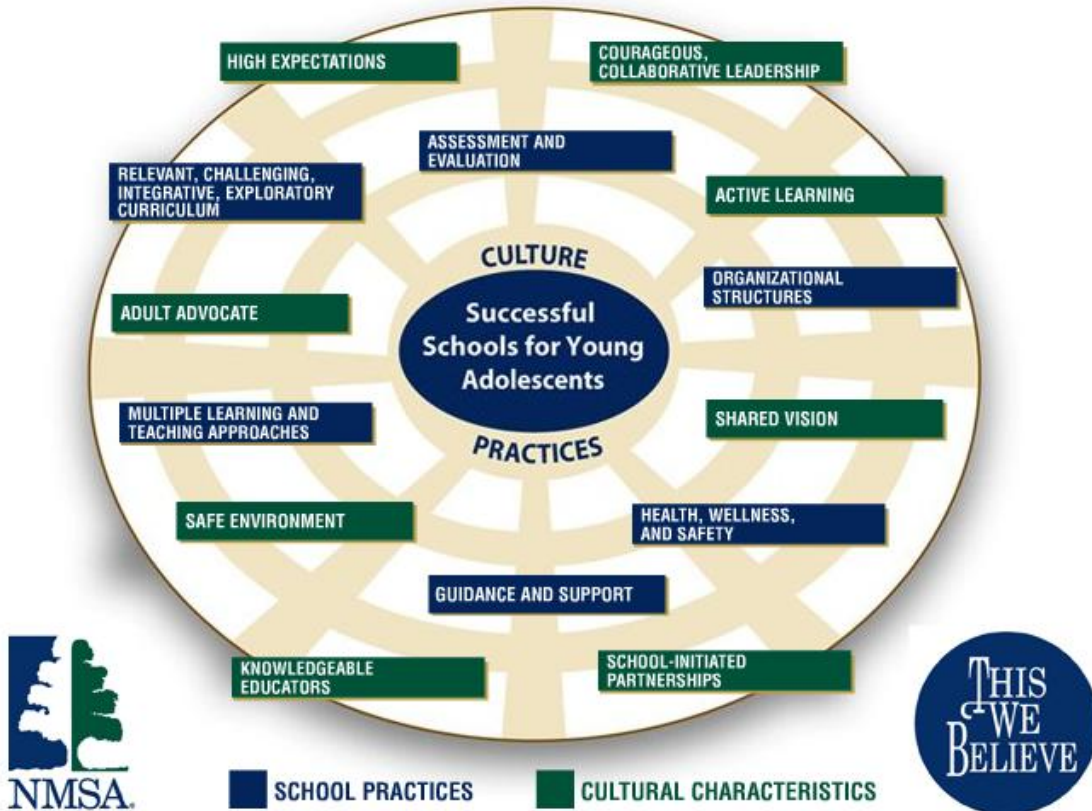 HIGH EXPECTATIONS
COURAGEOUS,
COLLABORATIVE LEADERSHIP
ASSESSMENT AND
EVALUATION
RELEVANT, CHALLENGING,
INTEGRATIVE, EXPLORATORY
CURRICULUM
ACTIVE LEARNING
CULTURE
ORGANIZATIONAL
STRUCTURES
ADULT ADVOCATE
Successful
Schools for Young
Adolescents
MULTIPLE LEARNING AND
TEACHING APPROACHES
SHARED VISION
PRACTICES
SAFE ENVIRONMENT
HEALTH, WELLNESS,
AND SAFETY
GUIDANCE AND SUPPORT
KNOWLEDGEABLE
EDUCATORS
SCHOOL-INITIATED
PARTNERSHIPS
NMSA.
THIS
WE
BELIEVE
SCHOOL PRACTICES
CULTURAL CHARACTERISTICS